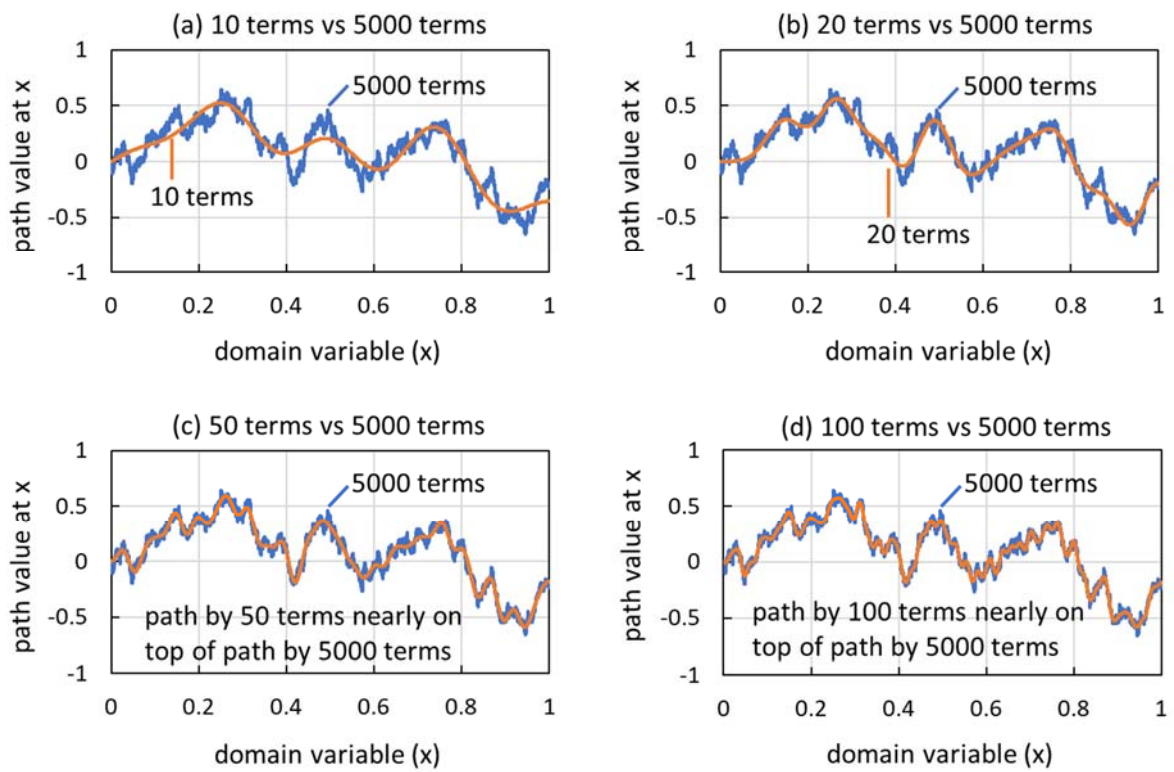 (a) 10 terms vs 5000 terms
path value at x
1
0.5
0
-0.5
-1
5000 terms
10 terms
0
0.2
0.4
0.6
0.8
1
domain variable (x)
(b) 20 terms vs 5000 terms
path value at x
1
0.5
0
-0.5
-1
5000 terms
20 terms
0
0.2
0.4
0.6
0.8
1
domain variable (x)
(c) 50 terms vs 5000 terms
path value at x
1
0.5
0
-0.5
-1
5000 terms
path by 50 terms nearly on
top of path by 5000 terms
0
0.2
0.4
0.6
0.8
1
domain variable (x)
(d) 100 terms vs 5000 terms
path value at x
1
0.5
0
-0.5
-1
5000 terms
path by 100 terms nearly on
top of path by 5000 terms
0
0.2
0.4
0.6
0.8
1
domain variable (x)